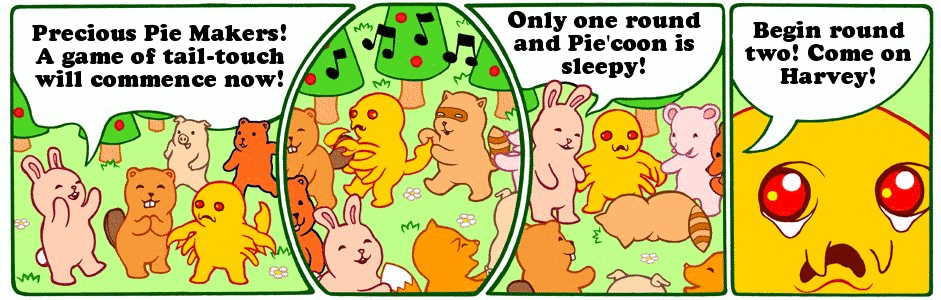 Precious Pie Makers!
A game of tail-touch
will commence now!
Only one round
and Pie'coon is
sleepy!
Begin round
two! Come on
Harvey!